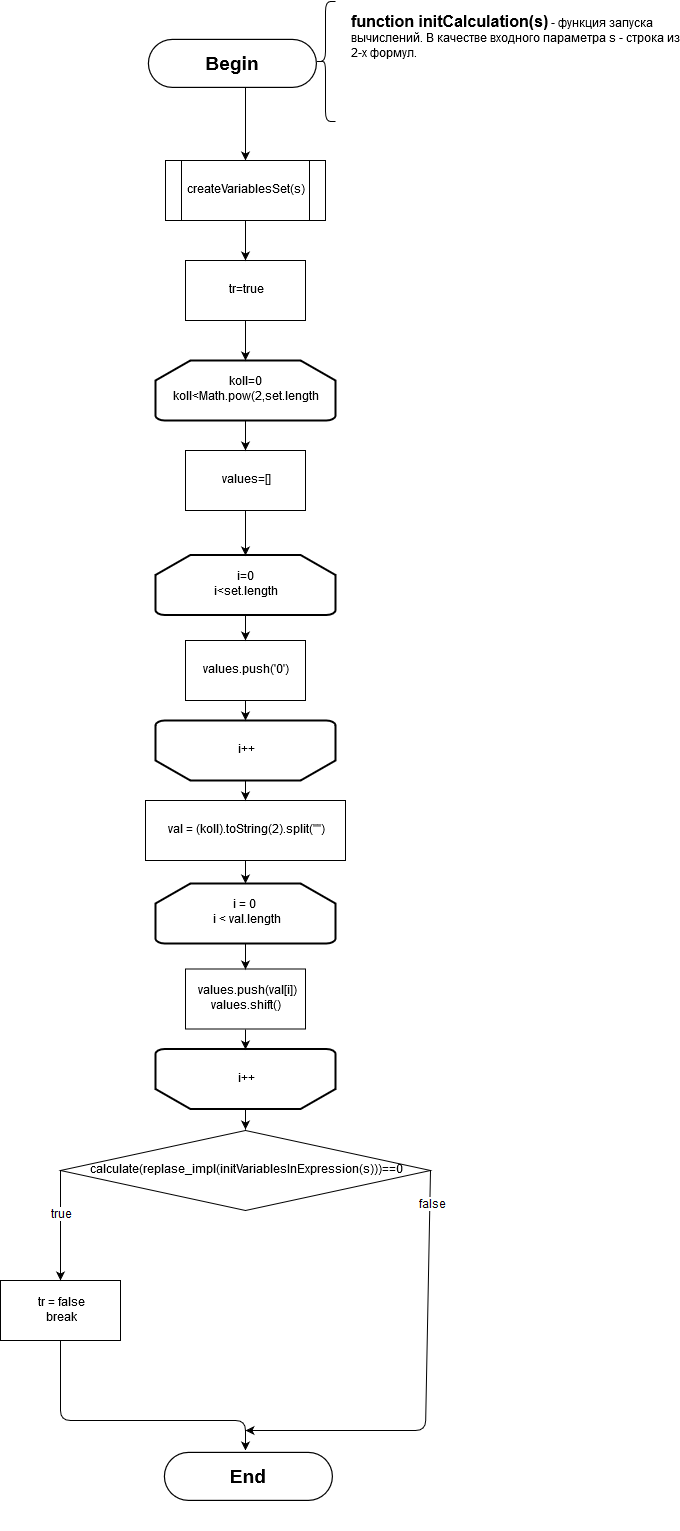 function initCalculation(s) - функция запуска
вычислений. В качестве входного параметра s - строка из
2-х формул.
Begin
createVariablesSet(s)
tr=true
koll=0
koll<Math.pow(2,set.length
values=[]
i=0
i<set.length
values.push('0')
i++
val = (koll).toString(2).split("")
i = 0
i < val.length
values.push(val[i])
values.shift()
i++
calculate(replase_impl(initVariablesInExpression(s)))==0
true
false
tr = false
break
End